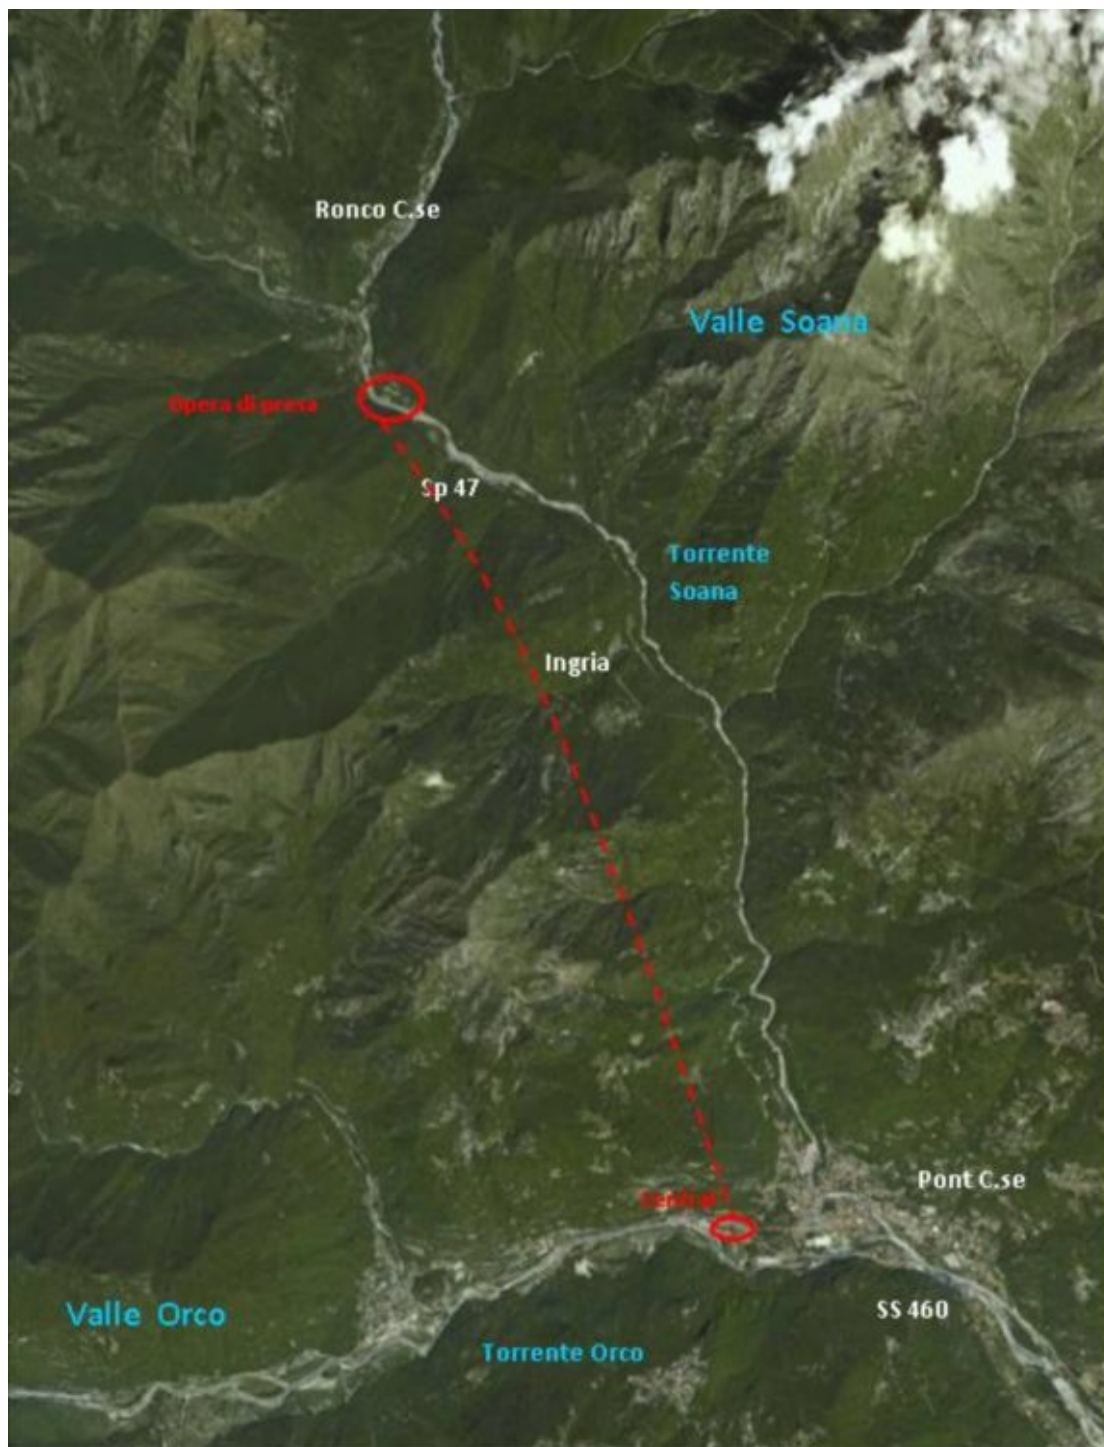 Ronco C.se
Valle Soana
Opera di presa
Sp 47
Torrente
Soana
Ingria
Pont C.se
Valle Orco
SS 460
Torrente Orco